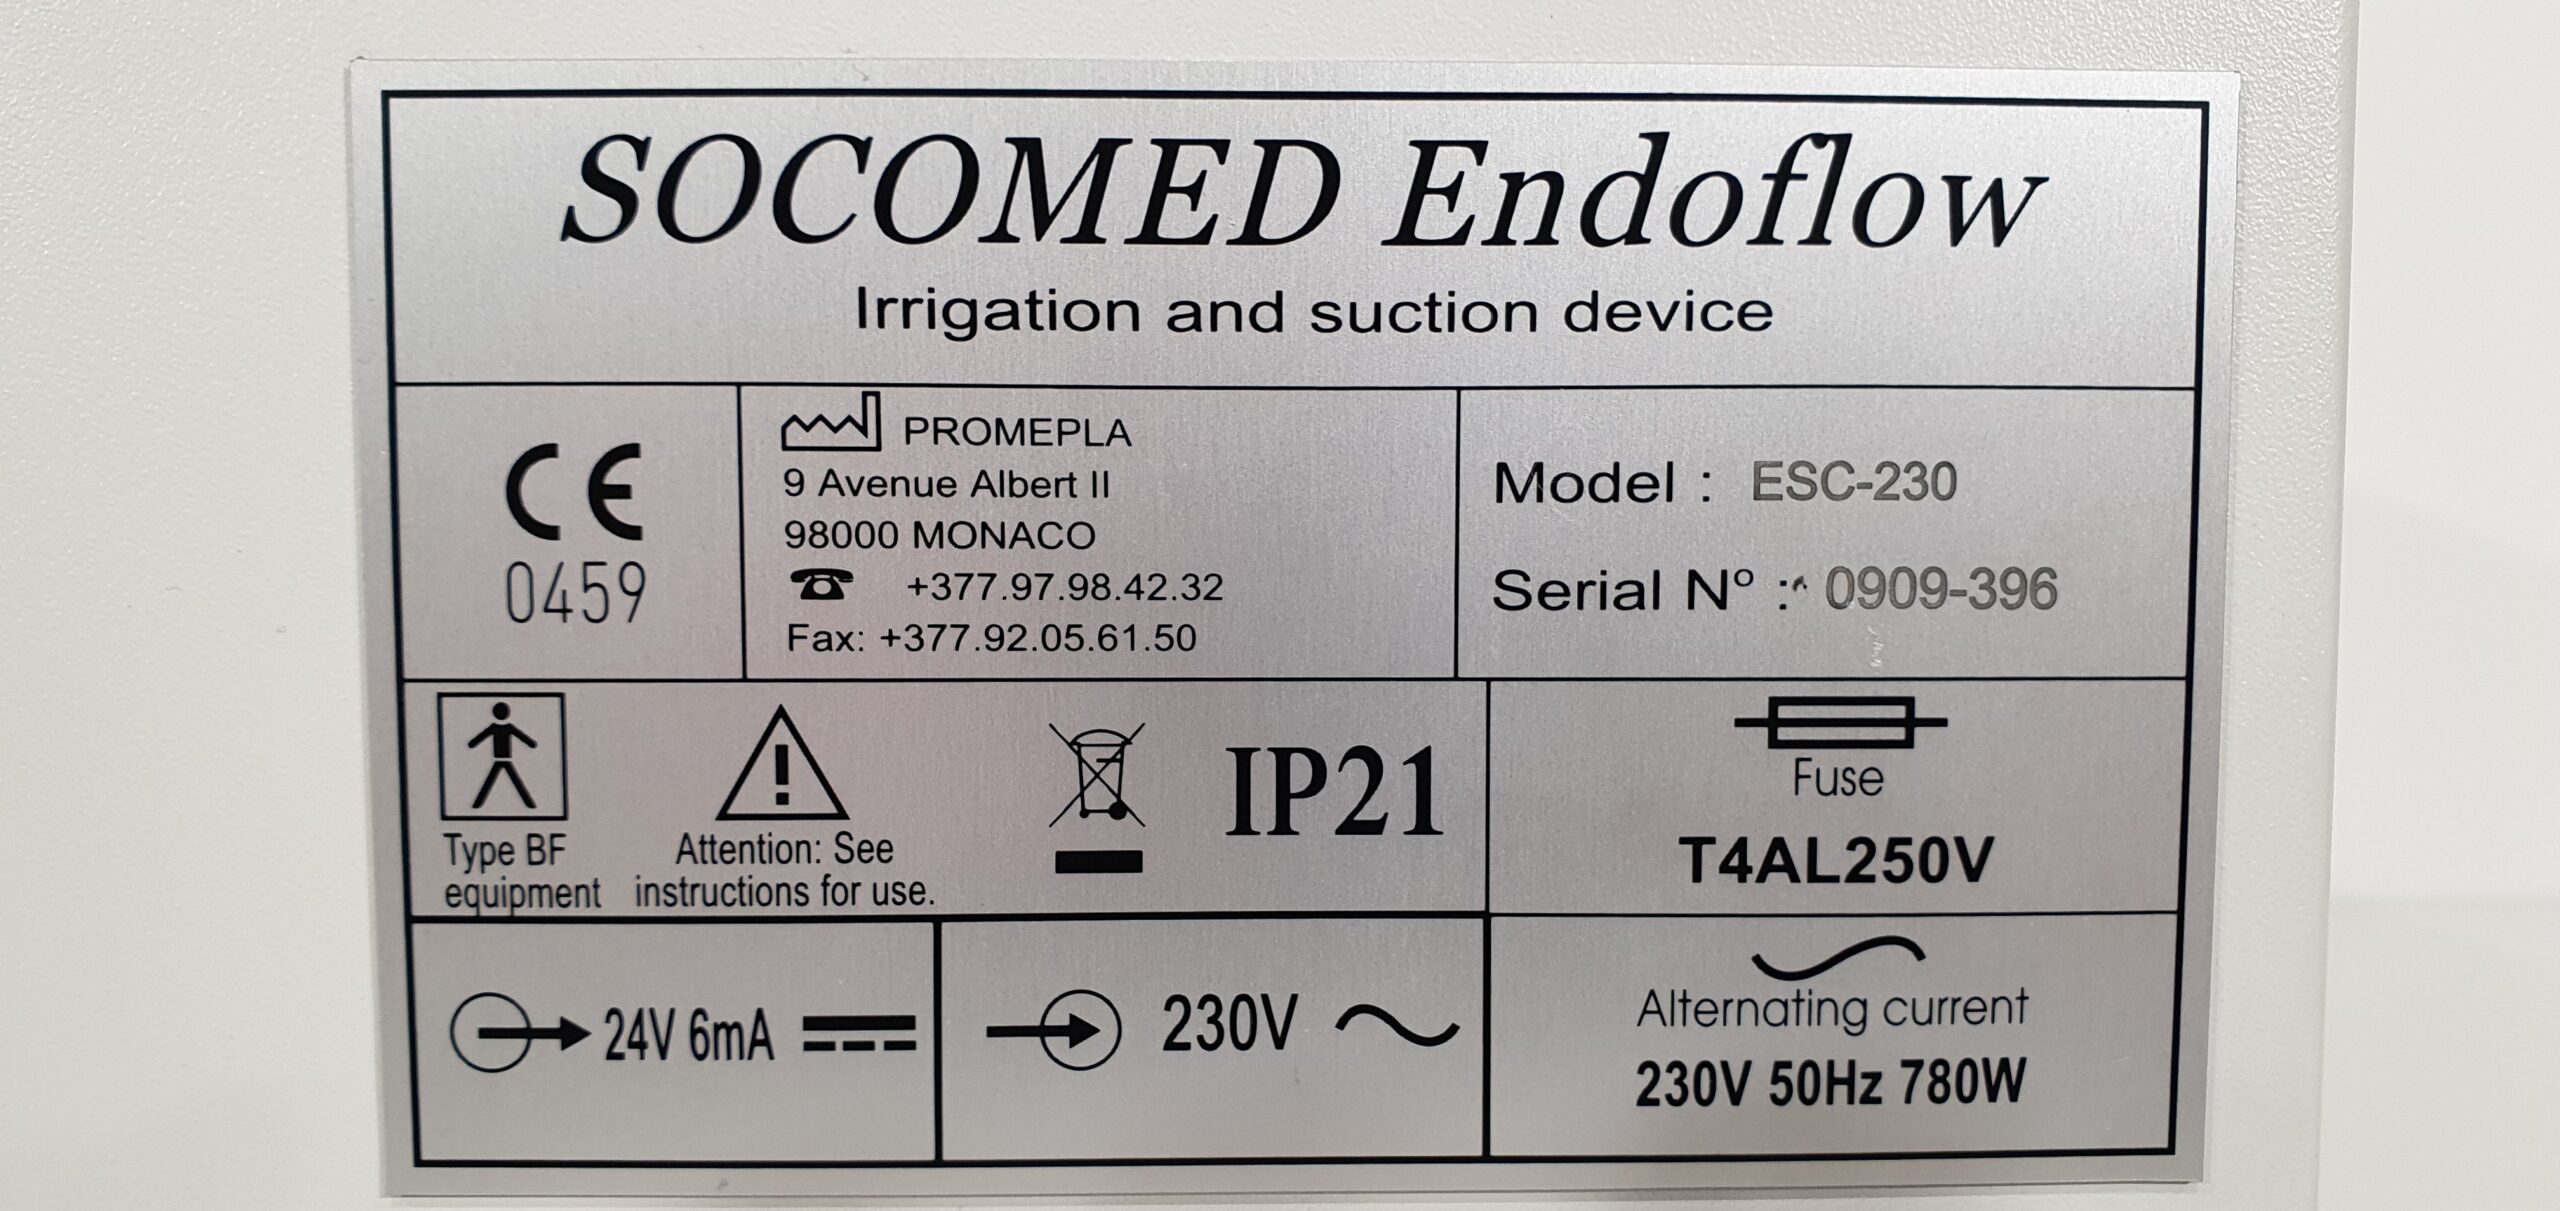 SOCOMED Endoflow
Irrigation and suction device
CE
0459
PROMEPLA
9 Avenue Albert II
98000 MONACO
+377.97.98.42.32
Fax: +377.92.05.61.50
Model : ESC-230
Serial Nº : 0909-396
Type BF
equipment
Attention: See
instructions for use.
IP21
Fuse
T4AL250V
24V 6mA
230V
Alternating current
230V 50Hz 780W